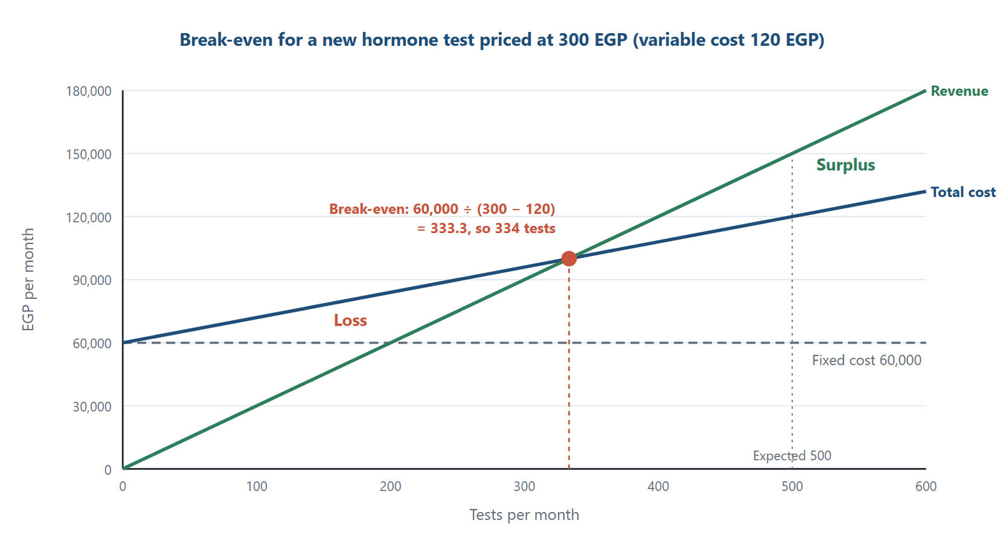 Break-even for a new hormone test priced at 300 EGP (variable cost 120 EGP)
180,000
Revenue
150,000
Surplus
Total cost
Break-even: 60,000 ÷ (300 − 120)
= 333.3, so 334 tests
120,000
90,000
Loss
60,000
Fixed cost 60,000
30,000
Expected 500
0
0 100 200 300 400 500 600
Tests per month
EGP per month